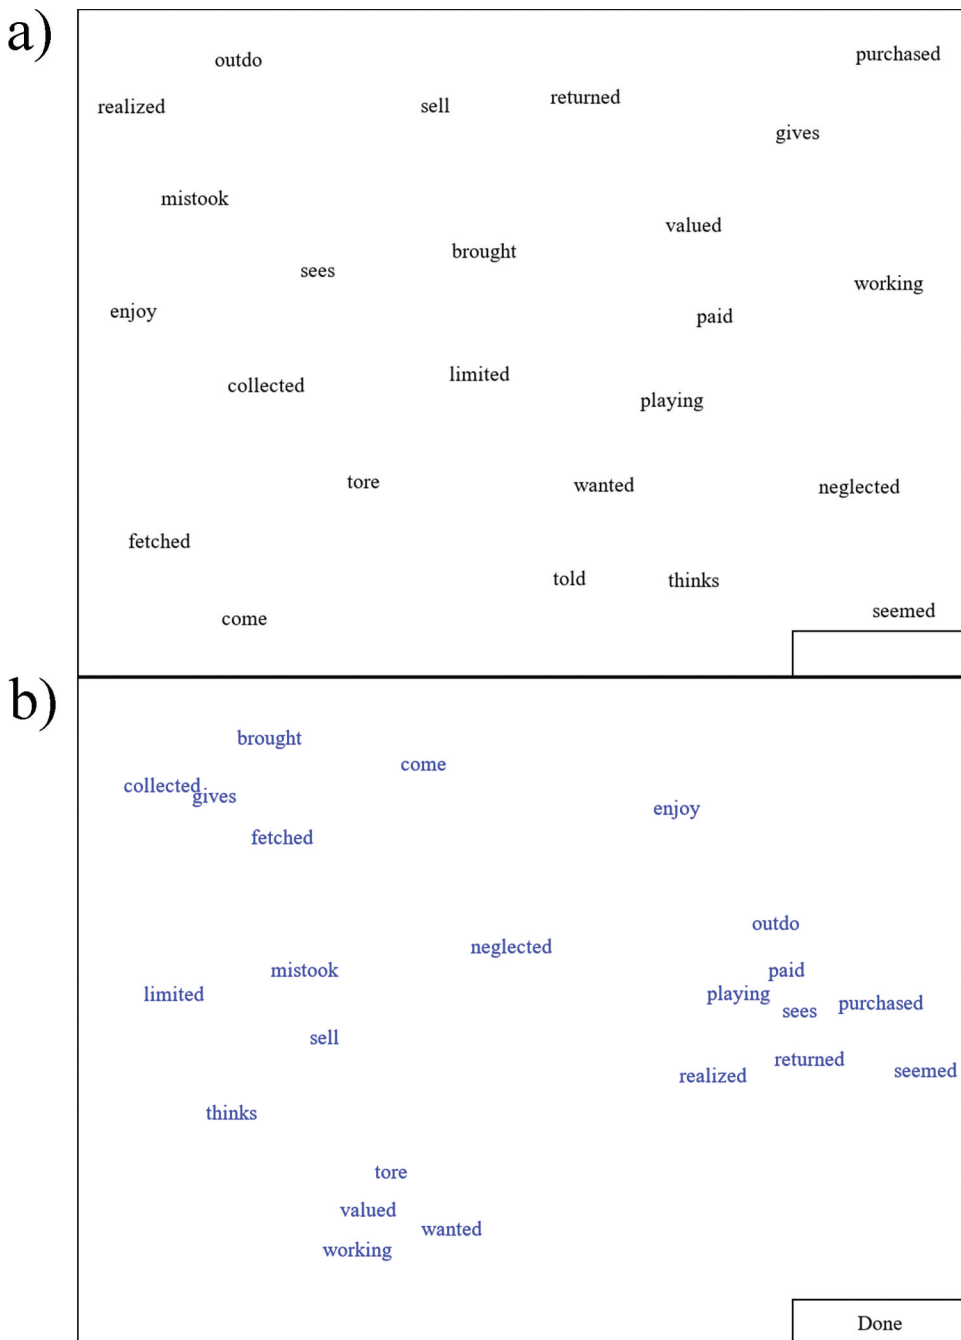 a)
outdo
purchased
realized
sell
returned
gives
mistook
valued
brought
sees
working
enjoy
paid
collected
limited
playing
tore
wanted
neglected
fetched
told
thinks
come
seemed
b)
brought
come
collected
gives
enjoy
fetched
outdo
neglected
mistook
paid
limited
playing
purchased
sees
sell
returned
realized
seemed
thinks
tore
valued
wanted
working
Done